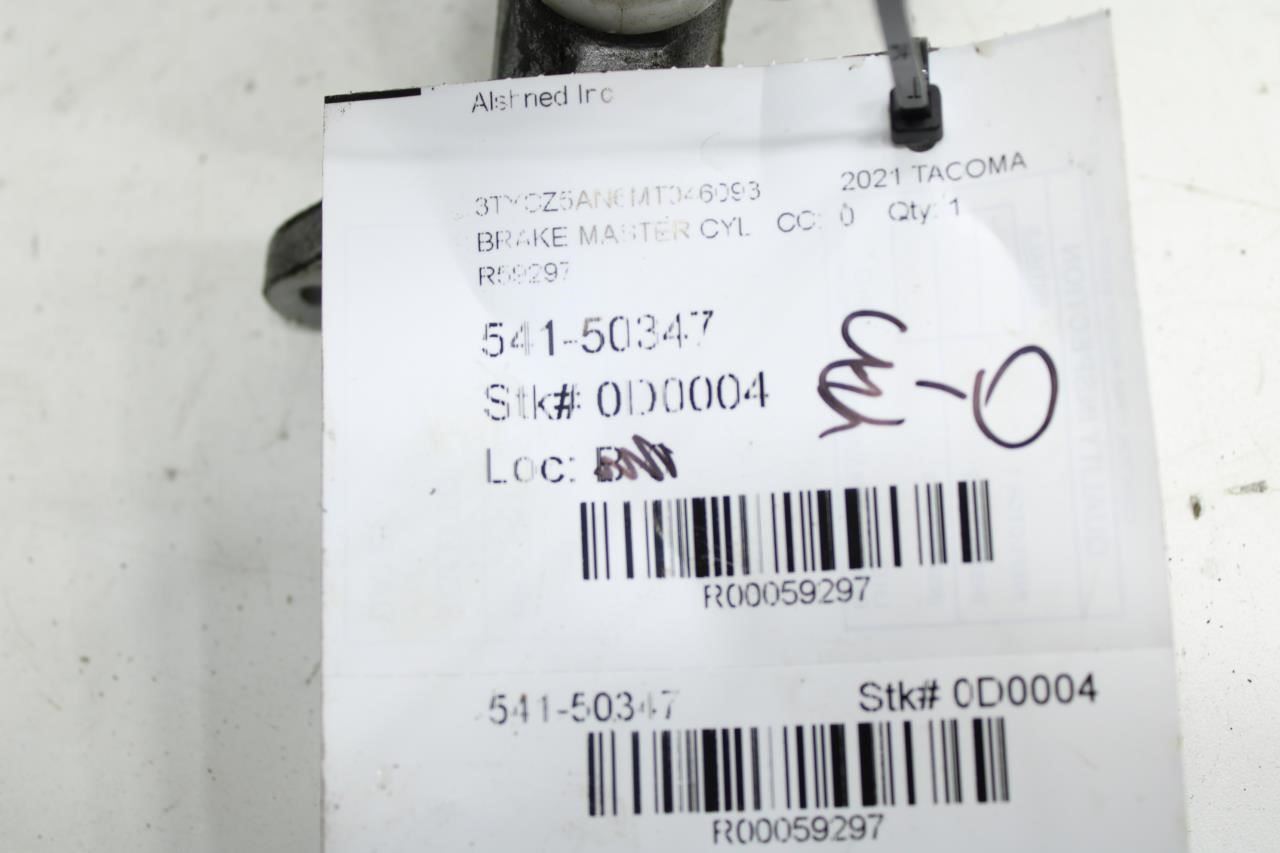 Alshned Inc
3TYCZ5AN6MT046093 2021 TACOMA
BRAKE MASTER CYL CC: 0 Qty: 1
R59297
541-50347
Stk# 0D0004
Loc:
R00059297
541-50347 Stk# 0D0004
R00059297